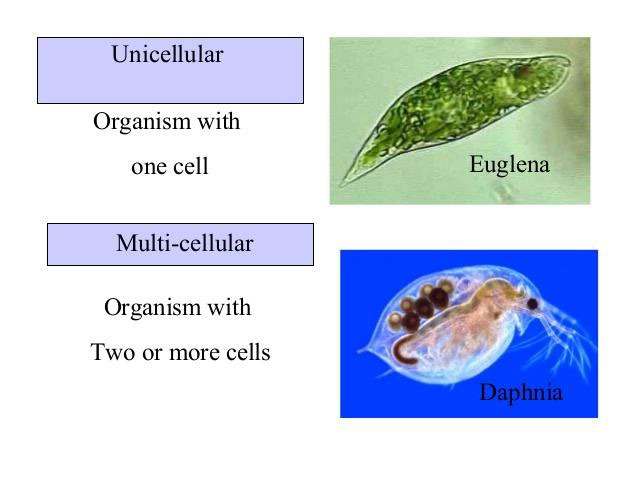 Unicellular
Organism with
one cell
Euglena
Multi-cellular
Organism with
Two or more cells
Daphnia